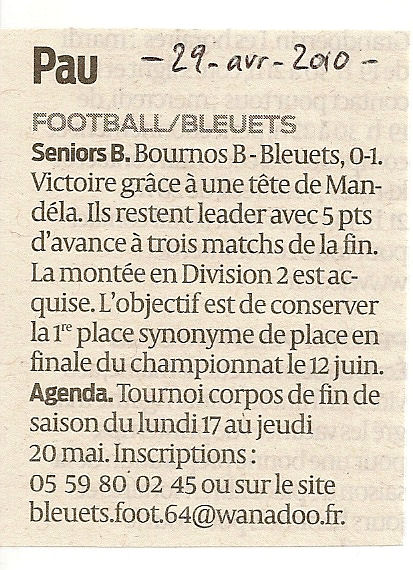 Pau -29-avr-2010-
FOOTBALL/BLEUETS
Seniors B. Bournos B - Bleuets, 0-1.
Victoire grâce à une tête de Man-
déla. Ils restent leader avec 5 pts
d'avance à trois matchs de la fin.
La montée en Division 2 est ac-
quise. L'objectif est de conserver
la 1re place synonyme de place en
finale du championnat le 12 juin.
Agenda. Tournoi corpos de fin de
saison du lundi 17 au jeudi
20 mai. Inscriptions :
05 59 80 02 45 ou sur le site
bleuets.foot.64@wanadoo.fr.